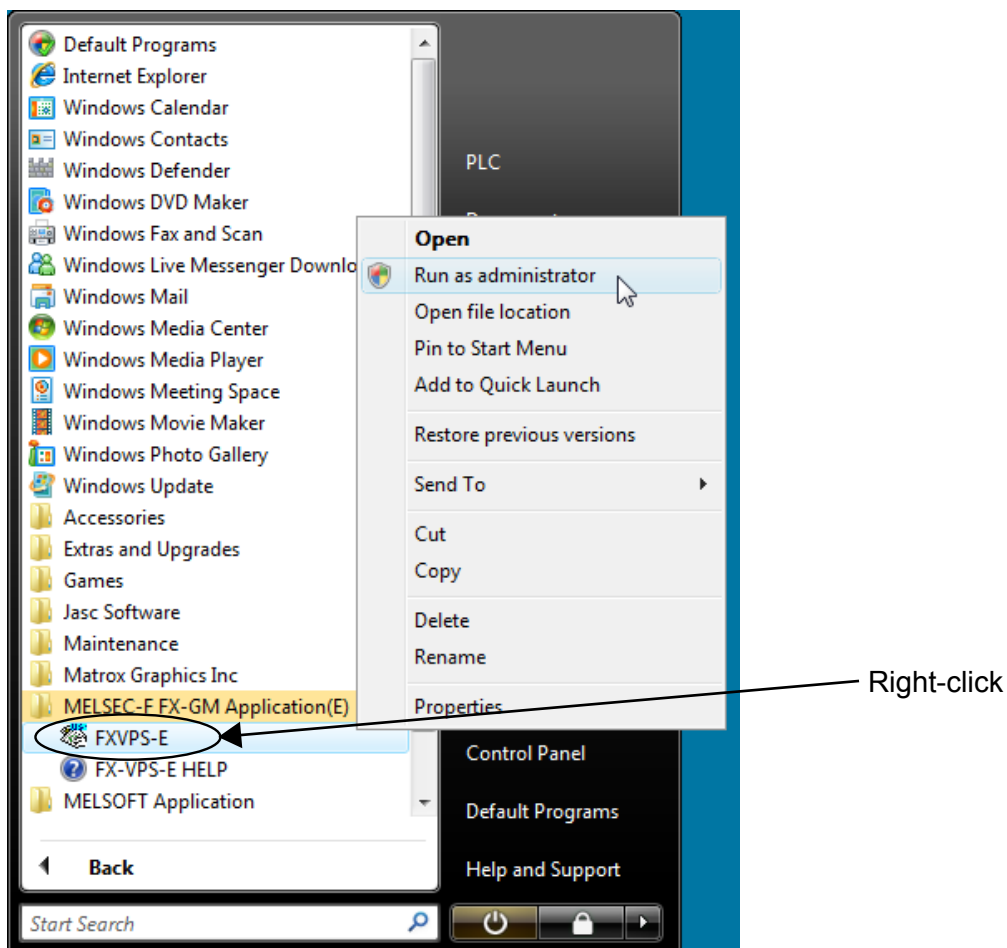 Default Programs
Internet Explorer
Windows Calendar
Windows Contacts
Windows Defender
Windows DVD Maker
Windows Fax and Scan
Windows Live Messenger Downlo
Windows Mail
Windows Media Center
Windows Media Player
Windows Meeting Space
Windows Movie Maker
Windows Photo Gallery
Windows Update
Accessories
Extras and Upgrades
Games
Jasc Software
Maintenance
Matrox Graphics Inc
MELSEC-F FX-GM Application(E)
FXVPS-E
FX-VPS-E HELP
MELSOFT Application
Back
Start Search
PLC
Open
Run as administrator
Open file location
Pin to Start Menu
Add to Quick Launch
Restore previous versions
Send To
Cut
Copy
Delete
Rename
Properties
Right-click
Control Panel
Default Programs
Help and Support